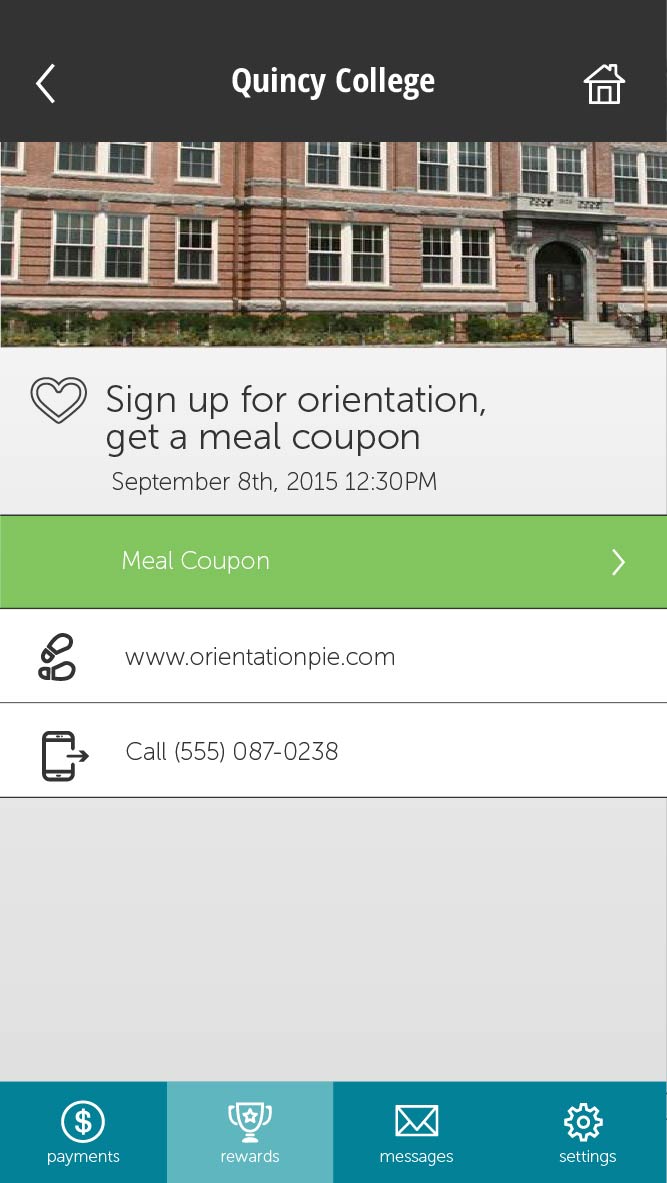 Quincy College
Sign up for orientation,
get a meal coupon
September 8th, 2015 12:30PM
Meal Coupon
www.orientationpie.com
Call (555) 087-0238
payments
rewards
messages
settings